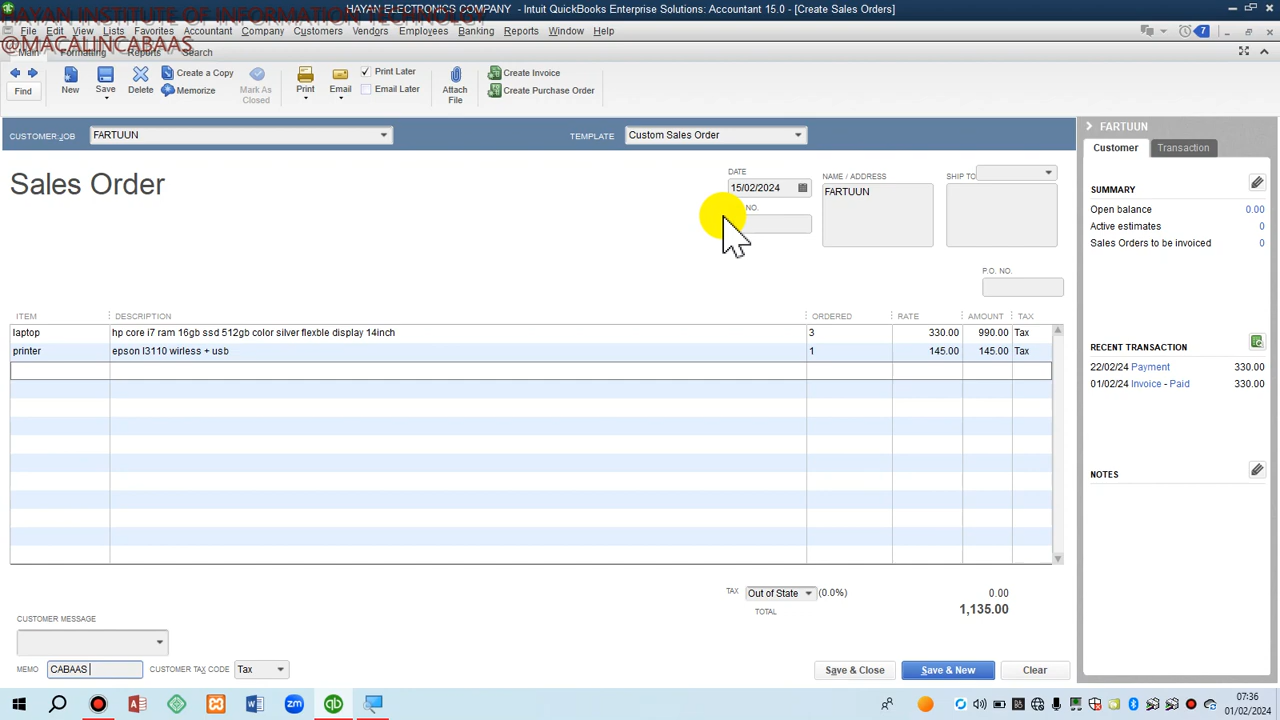 HAYAN ELECTRONICS COMPANY - Intuit QuickBooks Enterprise Solutions: Accountant 15.0 - [Create Sales Orders]
HAYAN INSTITUTE OF INFORMATION TECHNOLOGY
File Edit View Lists Favorites Accountant Company Customers Vendors Employees Banking Reports Window Help
7
@MACALINCABAAS
Main Formatting Reports Search
Find New Save Delete Create a Copy Memorize Mark As Closed Print Print Later Email Email Later Attach File Create Invoice Create Purchase Order
CUSTOMER:JOB FARTUUN TEMPLATE Custom Sales Order
FARTUUN
Customer Transaction
Sales Order
DATE
15/02/2024
NO.
NAME / ADDRESS
FARTUUN
SHIP TO
P.O. NO.
SUMMARY
Open balance 0.00
Active estimates 0
Sales Orders to be invoiced 0
ITEM DESCRIPTION ORDERED RATE AMOUNT TAX
laptop hp core i7 ram 16gb ssd 512gb color silver flexble display 14inch 3 330.00 990.00 Tax
printer epson l3110 wirless + usb 1 145.00 145.00 Tax
RECENT TRANSACTION
22/02/24 Payment 330.00
01/02/24 Invoice - Paid 330.00
NOTES
TAX Out of State (0.0%) 0.00
TOTAL 1,135.00
CUSTOMER MESSAGE
MEMO CABAAS CUSTOMER TAX CODE Tax
Save & Close Save & New Clear
07:36
01/02/2024